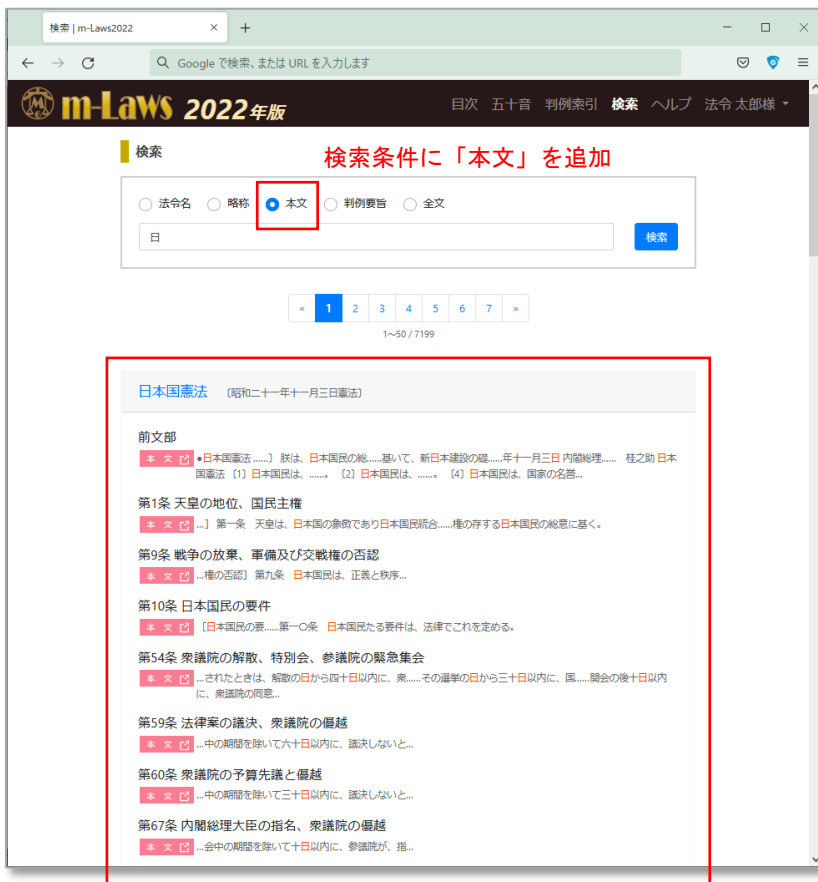 検索 | m-Laws2022
Google で検索、または URL を入力します
m-Laws 2022年版
目次 五十音 判例索引 検索 ヘルプ 法令 太郎様
検索
検索条件に「本文」を追加
法令名 略称 本文 判例要旨 全文
日
検索
« 1 2 3 4 5 6 7 »
1～50 / 7199
日本国憲法 〔昭和二十一年十一月三日憲法〕
前文部
本 文 ●日本国憲法 ......〕 朕は、日本国民の総......基いて、新日本建設の礎......年十一月三日 内閣総理...... 桂之助 日本
国憲法 〔1〕日本国民は、......。 〔2〕日本国民は、......。 〔4〕日本国民は、国家の名誉...
第1条 天皇の地位、国民主権
本 文 ...〕 第一条 天皇は、日本国の象徴であり日本国民統合......権の存する日本国民の総意に基く。
第9条 戦争の放棄、軍備及び交戦権の否認
本 文 ...権の否認〕 第九条 日本国民は、正義と秩序...
第10条 日本国民の要件
本 文 〔日本国民の要......第一〇条 日本国民たる要件は、法律でこれを定める。
第54条 衆議院の解散、特別会、参議院の緊急集会
本 文 ...されたときは、解散の日から四十日以内に、衆......その選挙の日から三十日以内に、国......開会の後十日以内
に、衆議院の同意...
第59条 法律案の議決、衆議院の優越
本 文 ...中の期間を除いて六十日以内に、議決しないと...
第60条 衆議院の予算先議と優越
本 文 ...中の期間を除いて三十日以内に、議決しないと...
第67条 内閣総理大臣の指名、衆議院の優越
本 文 ...会中の期間を除いて十日以内に、参議院が、指...